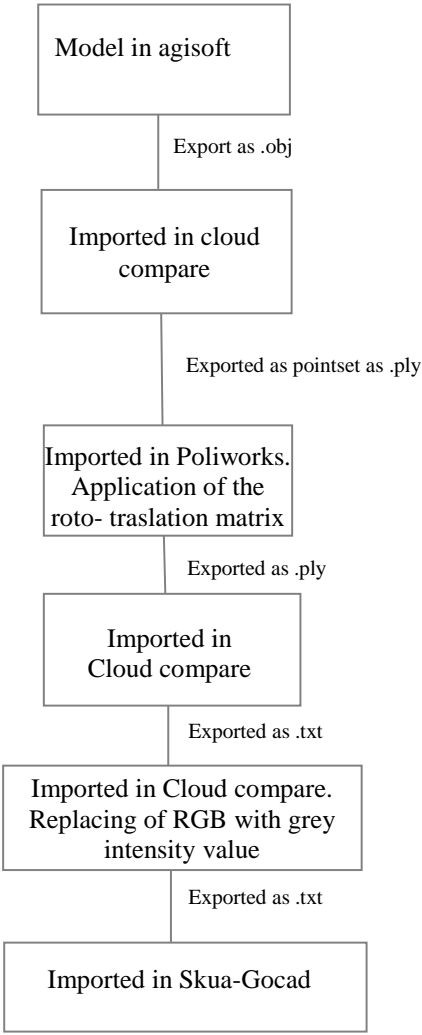 Model in agisoft
Export as .obj
Imported in cloud
compare
Exported as pointset as .ply
Imported in Poliworks.
Application of the
roto- traslation matrix
Exported as .ply
Imported in
Cloud compare
Exported as .txt
Imported in Cloud compare.
Replacing of RGB with grey
intensity value
Exported as .txt
Imported in Skua-Gocad